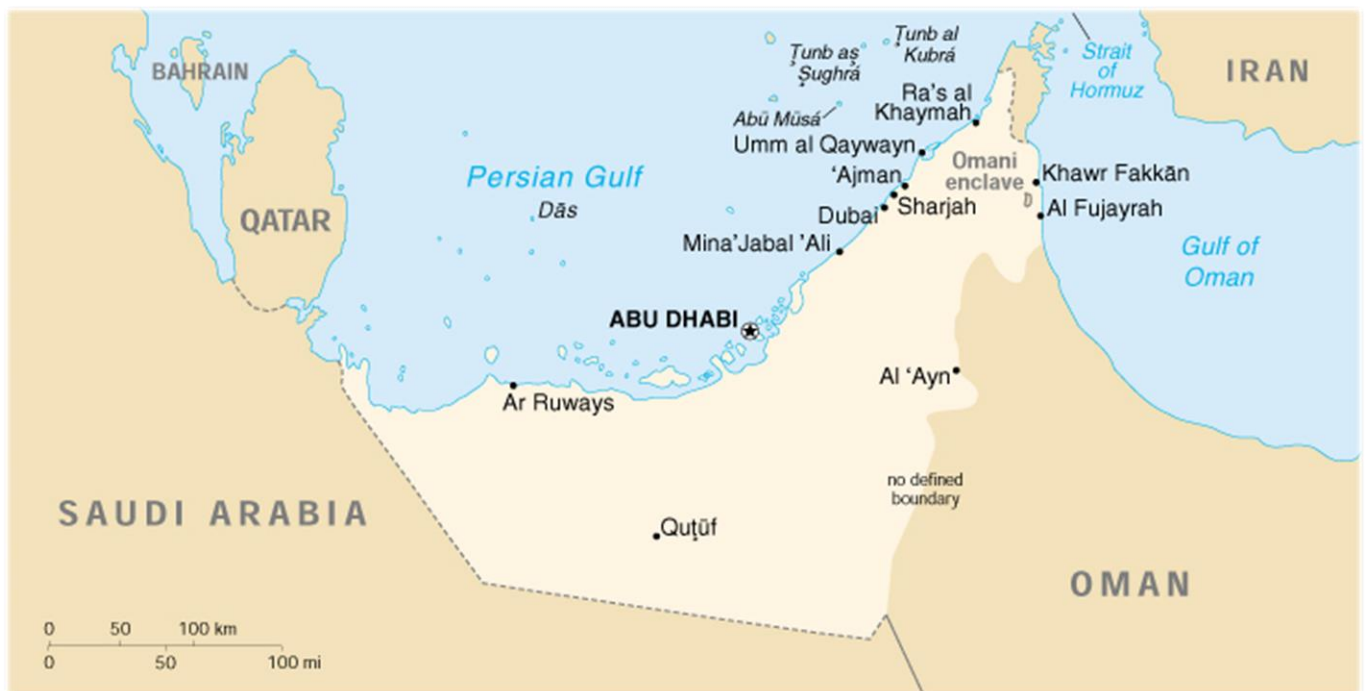 BAHRAIN
QATAR
Persian Gulf
Dās
Ţunb aş
Şughrá
Ţunb al
Kubrá
Abū Mūsá
Strait
of
Hormuz
IRAN
Ra's al
Khaymah
Umm al Qaywayn
'Ajman
Sharjah
Dubai
Mina'Jabal 'Ali
Omani
enclave
Khawr Fakkān
Al Fujayrah
Gulf of
Oman
ABU DHABI
Ar Ruways
Al 'Ayn
no defined
boundary
Quţūf
SAUDI ARABIA
OMAN
0 50 100 km
0 50 100 mi